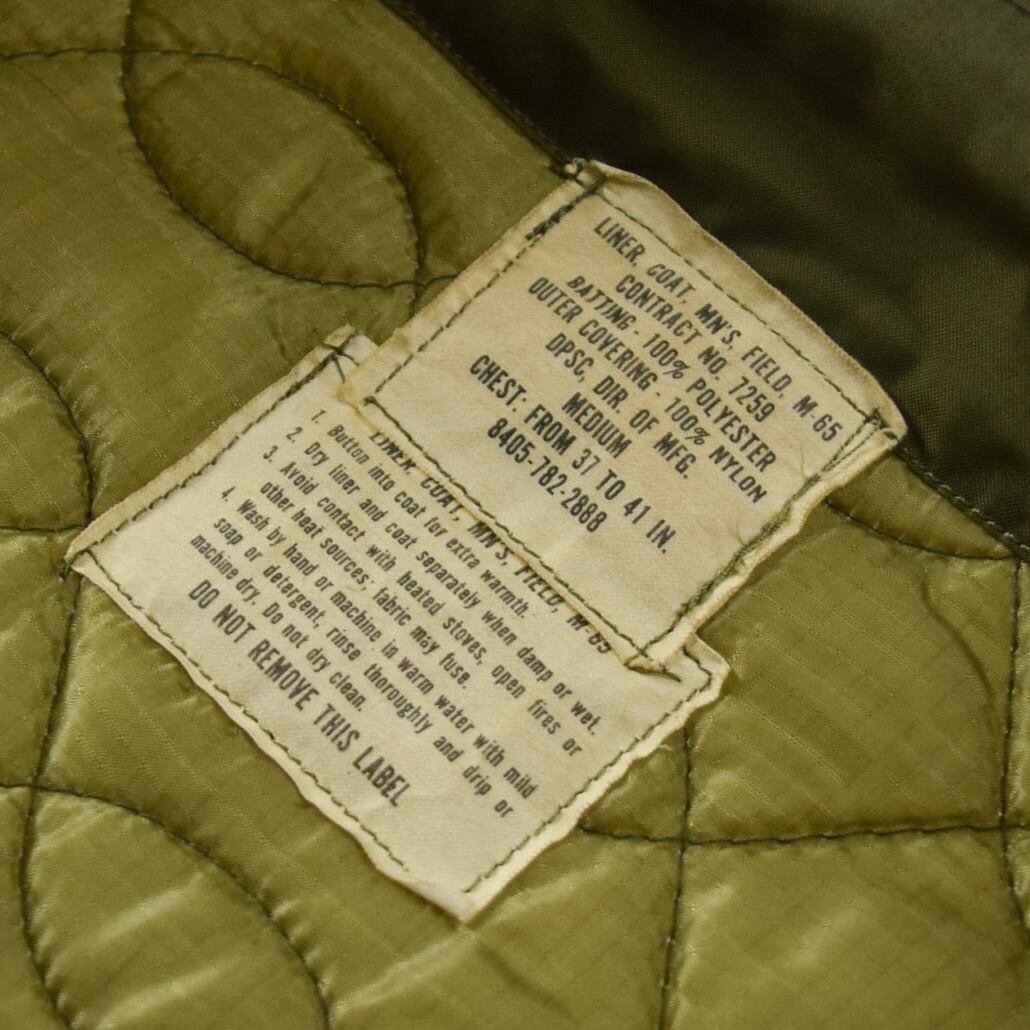 LINER, COAT, MN'S, FIELD, M-65
CONTRACT NO. 7259
BATTING - 100% POLYESTER
OUTER COVERING - 100% NYLON
DPSC, DIR. OF MFG.
MEDIUM
CHEST: FROM 37 TO 41 IN.
8405-782-2888
LINER COAT, MN'S, FIELD, M-65
1. Button into coat for extra warmth.
2. Dry liner and coat separately when damp or wet.
3. Avoid contact with heated stoves, open fires or
other heat sources; fabric may fuse.
4. Wash by hand or machine in warm water with mild
soap or detergent, rinse thoroughly and drip or
machine dry. Do not dry clean.
DO NOT REMOVE THIS LABEL